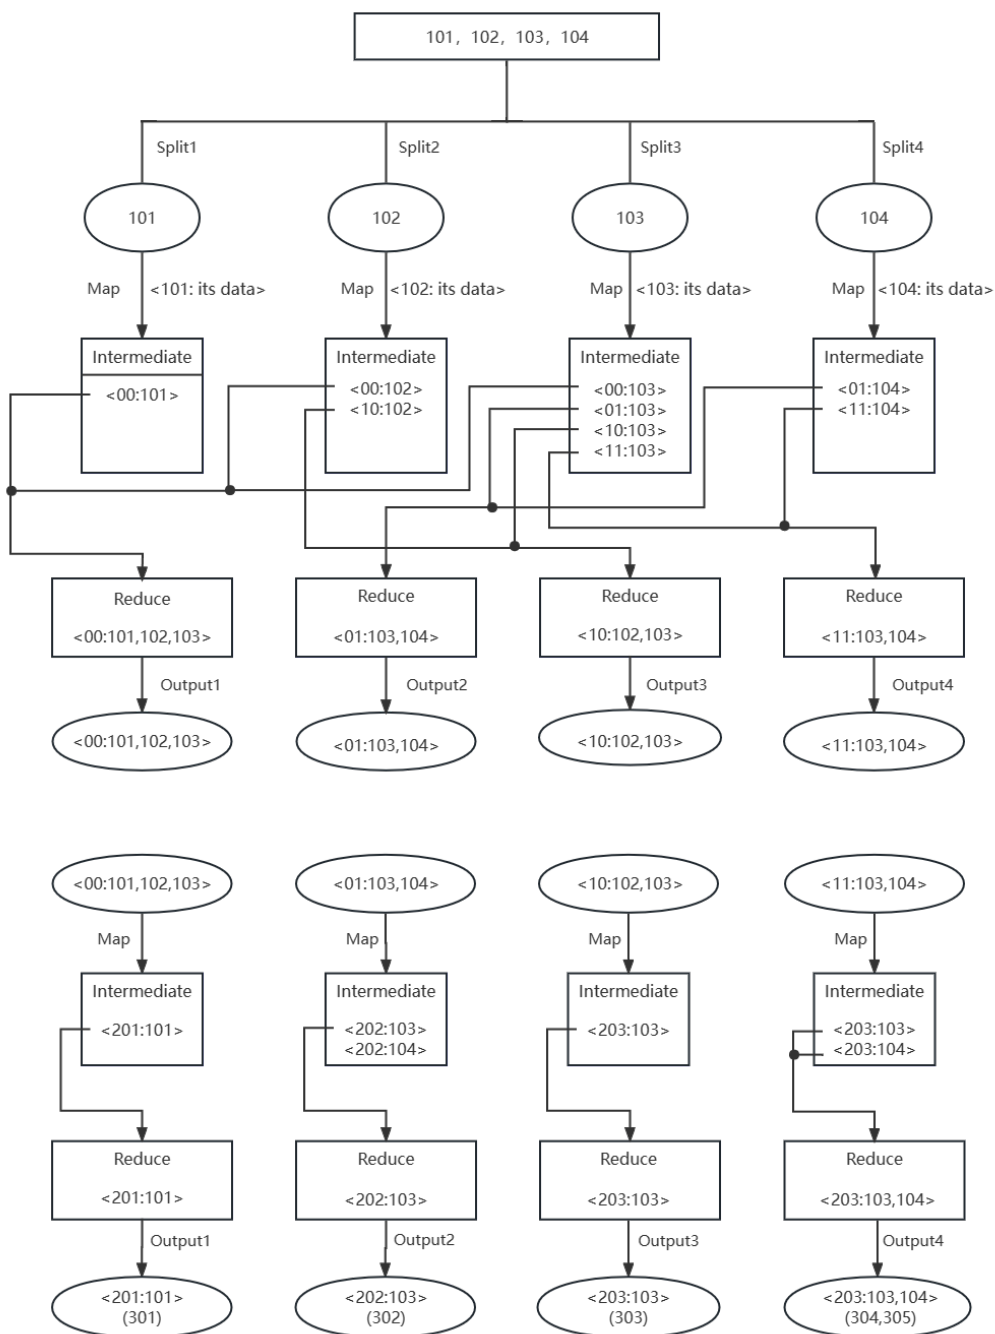 101, 102, 103, 104
Split1
Split2
Split3
Split4
101
102
103
104
Map <101: its data>
Map <102: its data>
Map <103: its data>
Map <104: its data>
Intermediate
<00:101>
Intermediate
<00:102>
<10:102>
Intermediate
<00:103>
<01:103>
<10:103>
<11:103>
Intermediate
<01:104>
<11:104>
Reduce
<00:101,102,103>
Reduce
<01:103,104>
Reduce
<10:102,103>
Reduce
<11:103,104>
Output1
Output2
Output3
Output4
<00:101,102,103>
<01:103,104>
<10:102,103>
<11:103,104>
<00:101,102,103>
<01:103,104>
<10:102,103>
<11:103,104>
Map
Map
Map
Map
Intermediate
<201:101>
Intermediate
<202:103>
<202:104>
Intermediate
<203:103>
Intermediate
<203:103>
<203:104>
Reduce
<201:101>
Reduce
<202:103>
Reduce
<203:103>
Reduce
<203:103,104>
Output1
Output2
Output3
Output4
<201:101>
(301)
<202:103>
(302)
<203:103>
(303)
<203:103,104>
(304,305)